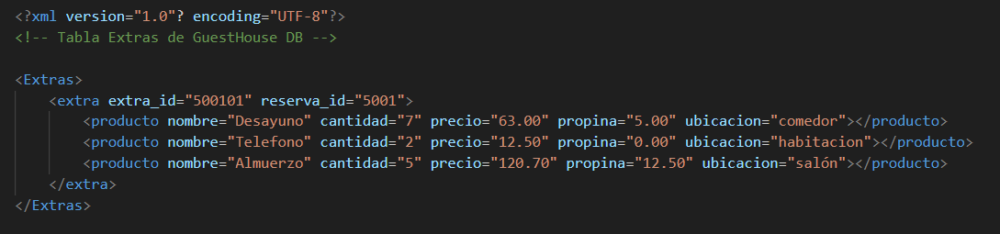 <?xml version="1.0"? encoding="UTF-8"?>
<!-- Tabla Extras de GuestHouse DB -->
<Extras>
<extra extra_id="500101" reserva_id="5001">
<producto nombre="Desayuno" cantidad="7" precio="63.00" propina="5.00" ubicacion="comedor"></producto>
<producto nombre="Telefono" cantidad="2" precio="12.50" propina="0.00" ubicacion="habitacion"></producto>
<producto nombre="Almuerzo" cantidad="5" precio="120.70" propina="12.50" ubicacion="salón"></producto>
</extra>
</Extras>